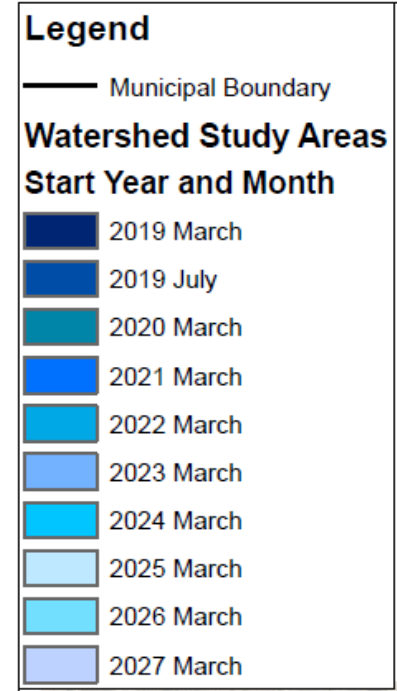 Legend
Municipal Boundary
Watershed Study Areas
Start Year and Month
2019 March
2019 July
2020 March
2021 March
2022 March
2023 March
2024 March
2025 March
2026 March
2027 March